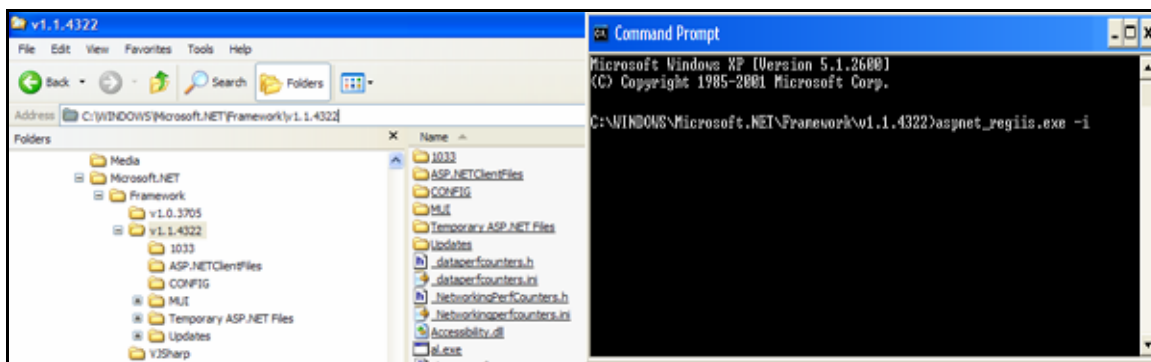 v1.1.4322
File Edit View Favorites Tools Help
Back Search Folders
Address C:\WINDOWS\Microsoft.NET\Framework\v1.1.4322
Folders
Media
Microsoft.NET
Framework
v1.0.3705
v1.1.4322
1033
ASP.NETClientFiles
CONFIG
MUI
Temporary ASP.NET Files
Updates
VJSharp
Name
1033
ASP.NETClientFiles
CONFIG
MUI
Temporary ASP.NET Files
Updates
_dataperfcounters.h
_dataperfcounters.ini
_NetworkingPerfCounters.h
_Networkingperfcounters.ini
Accessibility.dll
al.exe
Command Prompt
Microsoft Windows XP [Version 5.1.2600]
(C) Copyright 1985-2001 Microsoft Corp.
C:\WINDOWS\Microsoft.NET\Framework\v1.1.4322>aspnet_regiis.exe -i